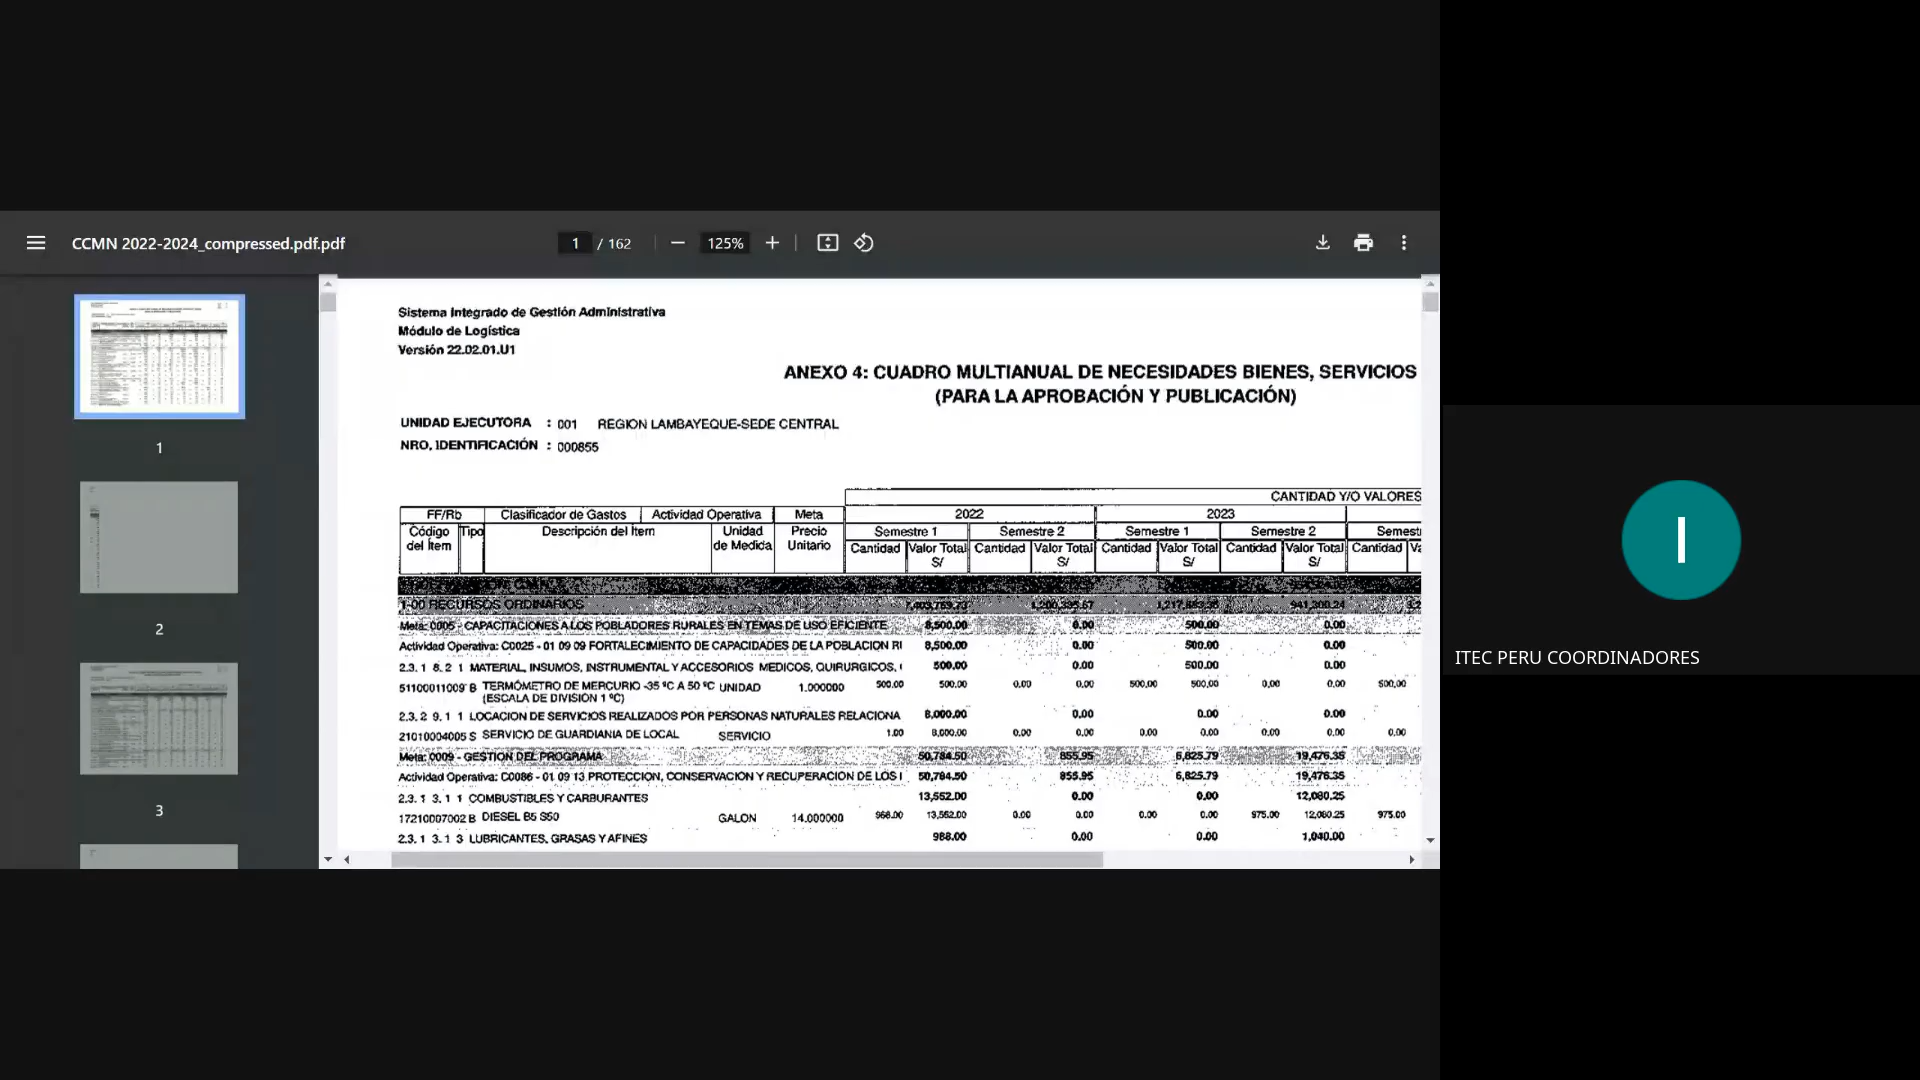 CCMN 2022-2024_compressed.pdf.pdf
1 / 162
125%
1
2
3
Sistema Integrado de Gestión Administrativa
Módulo de Logística
Versión 22.02.01.U1
ANEXO 4: CUADRO MULTIANUAL DE NECESIDADES BIENES, SERVICIOS
(PARA LA APROBACIÓN Y PUBLICACIÓN)
UNIDAD EJECUTORA : 001 REGION LAMBAYEQUE-SEDE CENTRAL
NRO. IDENTIFICACIÓN : 000855
CANTIDAD Y/O VALORES
FF/Rb Clasificador de Gastos Actividad Operativa Meta 2022 2023
Código del Ítem Tipo Descripción del Item Unidad de Medida Precio Unitario Semestre 1 Semestre 2 Semestre 1 Semestre 2
Cantidad Valor Total S/ Cantidad Valor Total S/ Cantidad Valor Total S/ Cantidad Valor Total S/ Cantidad
1-00 RECURSOS ORDINARIOS
Meta: 0005 - CAPACITACIONES A LOS POBLADORES RURALES EN TEMAS DE USO EFICIENTE 8,500.00 0.00 500.00 0.00
Actividad Operativa: C0025 - 01 09 09 FORTALECIMIENTO DE CAPACIDADES DE LA POBLACION RI 8,500.00 0.00 500.00 0.00
2.3. 1 8. 2 1 MATERIAL, INSUMOS, INSTRUMENTAL Y ACCESORIOS MEDICOS, QUIRURGICOS, 500.00 0.00 500.00 0.00
51100011009 B TERMÓMETRO DE MERCURIO -35 ºC A 50 ºC UNIDAD 1.000000 500.00 500.00 0.00 0.00 500.00 500.00 0.00 0.00 500.00
(ESCALA DE DIVISIÓN 1 ºC)
2.3. 2 9. 1 1 LOCACION DE SERVICIOS REALIZADOS POR PERSONAS NATURALES RELACIONA 8,000.00 0.00 0.00 0.00
21010004005 S SERVICIO DE GUARDIANIA DE LOCAL SERVICIO 1.00 8,000.00 0.00 0.00 0.00 0.00 0.00 0.00 0.00
Meta: 0009 - GESTION DEL PROGRAMA 50,784.50 855.95 6,825.79 19,476.35
Actividad Operativa: C0086 - 01 09 13 PROTECCION, CONSERVACION Y RECUPERACION DE LOS 50,784.50 855.95 6,825.79 19,476.35
2.3. 1 3. 1 1 COMBUSTIBLES Y CARBURANTES 13,552.00 0.00 0.00 12,080.25
17210007002 B DIESEL B5 S50 GALON 14.000000 968.00 13,552.00 0.00 0.00 0.00 0.00 975.00 12,080.25 975.00
2.3. 1 3. 1 3 LUBRICANTES, GRASAS Y AFINES 988.00 0.00 0.00 1,040.00
I
ITEC PERU COORDINADORES